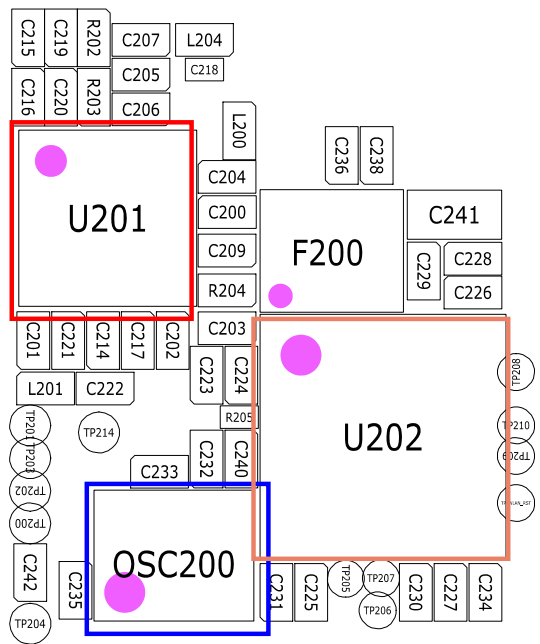 C215 C219 R202 C207 L204
C205 C218
C216 C220 R203 C206
L200 C236 C238
C204
U201 C200 C241
C209 F200 C229 C228
R204 C226
C201 C221 C214 C217 C202 C203
L201 C222 C223 C224 TP208
TP201 TP214 R205 U202 TP210
TP203 C233 C232 C240 TP209
TP202
TP200
C242 C235 OSC200 C231 C225 TP205 TP207 C230 C227 C234
TP204 TP206